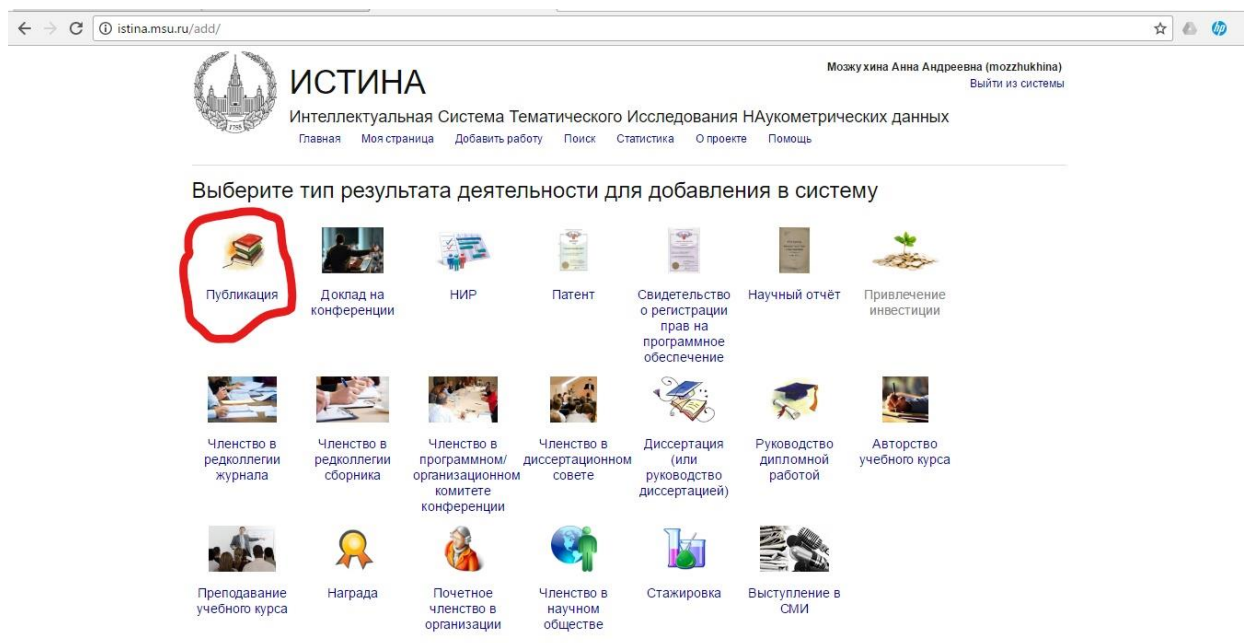 istina.msu.ru/add/
Мозжухина Анна Андреевна (mozzhukhina)
Выйти из системы
ИСТИНА
Интеллектуальная Система Тематического Исследования НАукометрических данных
Главная Моя страница Добавить работу Поиск Статистика О проекте Помощь
Выберите тип результата деятельности для добавления в систему
Публикация
Доклад на
конференции
НИР
Патент
Свидетельство
о регистрации
прав на
программное
обеспечение
Научный отчёт
Привлечение
инвестиции
Членство в
редколлегии
журнала
Членство в
редколлегии
сборника
Членство в
программном/
организационном
комитете
конференции
Членство в
диссертационном
совете
Диссертация
(или
руководство
диссертацией)
Руководство
дипломной
работой
Авторство
учебного курса
Преподавание
учебного курса
Награда
Почетное
членство в
организации
Членство в
научном
обществе
Стажировка
Выступление в
СМИ
1755
hp